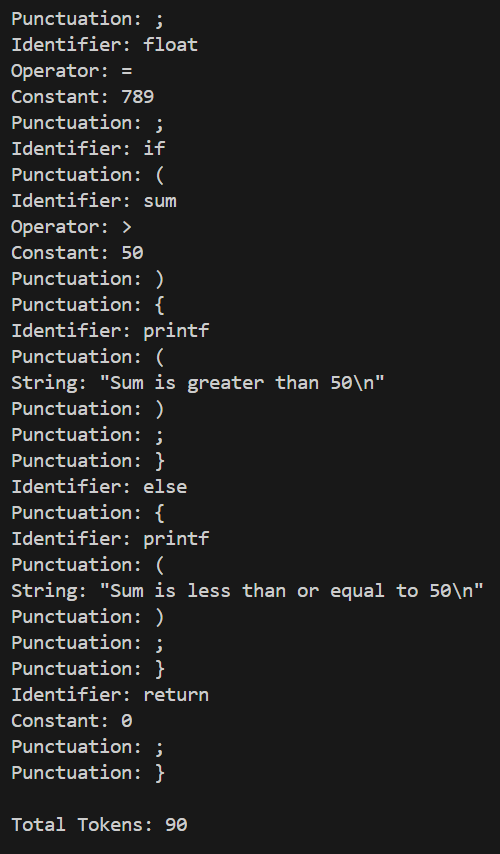 Punctuation: ;
Identifier: float
Operator: =
Constant: 789
Punctuation: ;
Identifier: if
Punctuation: (
Identifier: sum
Operator: >
Constant: 50
Punctuation: )
Punctuation: {
Identifier: printf
Punctuation: (
String: "Sum is greater than 50\n"
Punctuation: )
Punctuation: ;
Punctuation: }
Identifier: else
Punctuation: {
Identifier: printf
Punctuation: (
String: "Sum is less than or equal to 50\n"
Punctuation: )
Punctuation: ;
Punctuation: }
Identifier: return
Constant: 0
Punctuation: ;
Punctuation: }
Total Tokens: 90